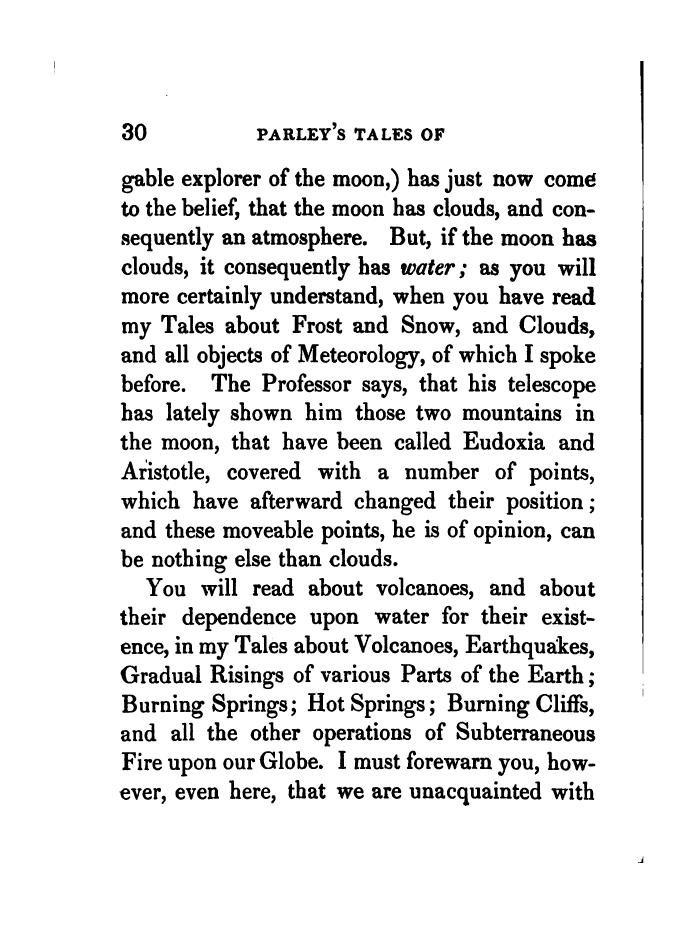 30 PARLEY'S TALES OF
gable explorer of the moon,) has just now come
to the belief, that the moon has clouds, and con-
sequently an atmosphere. But, if the moon has
clouds, it consequently has water; as you will
more certainly understand, when you have read
my Tales about Frost and Snow, and Clouds,
and all objects of Meteorology, of which I spoke
before. The Professor says, that his telescope
has lately shown him those two mountains in
the moon, that have been called Eudoxia and
Aristotle, covered with a number of points,
which have afterward changed their position;
and these moveable points, he is of opinion, can
be nothing else than clouds.
You will read about volcanoes, and about
their dependence upon water for their exist-
ence, in my Tales about Volcanoes, Earthquakes,
Gradual Risings of various Parts of the Earth;
Burning Springs; Hot Springs; Burning Cliffs,
and all the other operations of Subterraneous
Fire upon our Globe. I must forewarn you, how-
ever, even here, that we are unacquainted with